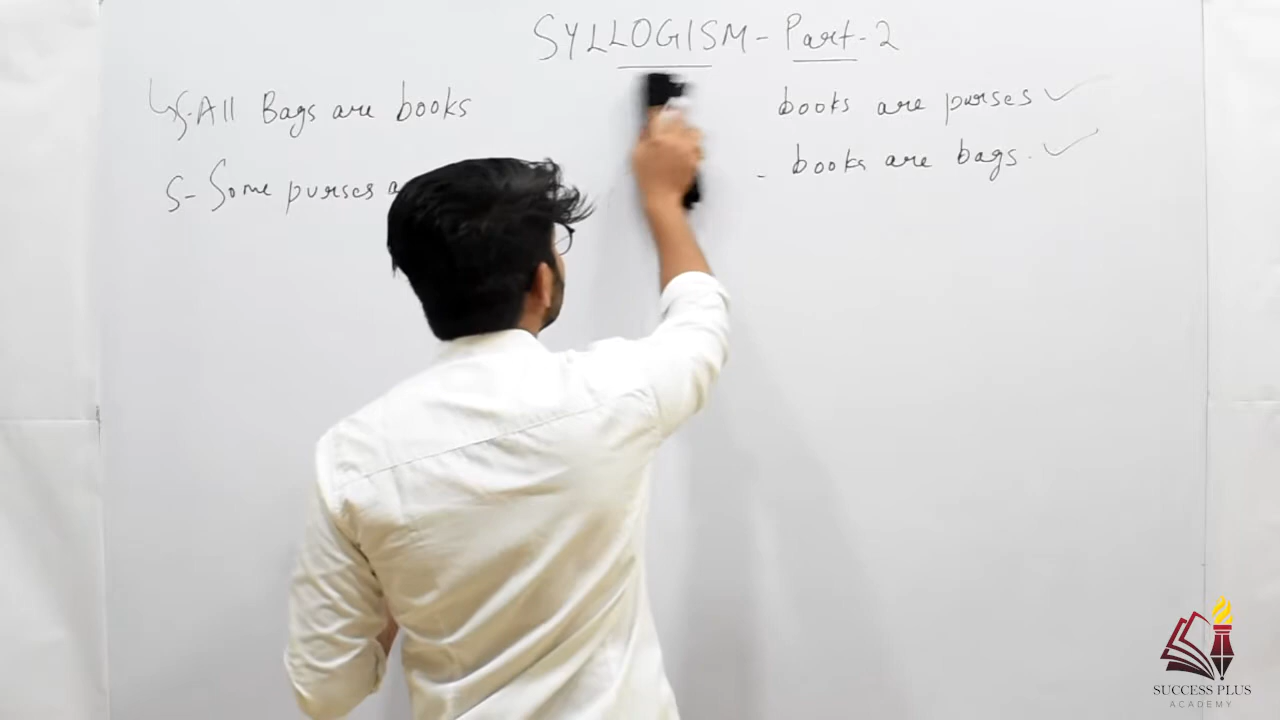 SYLLOGISM - Part - 2
S - All Bags are books
S - Some purses a
books are purses ✓
- books are bags. ✓
SUCCESS PLUS
ACADEMY